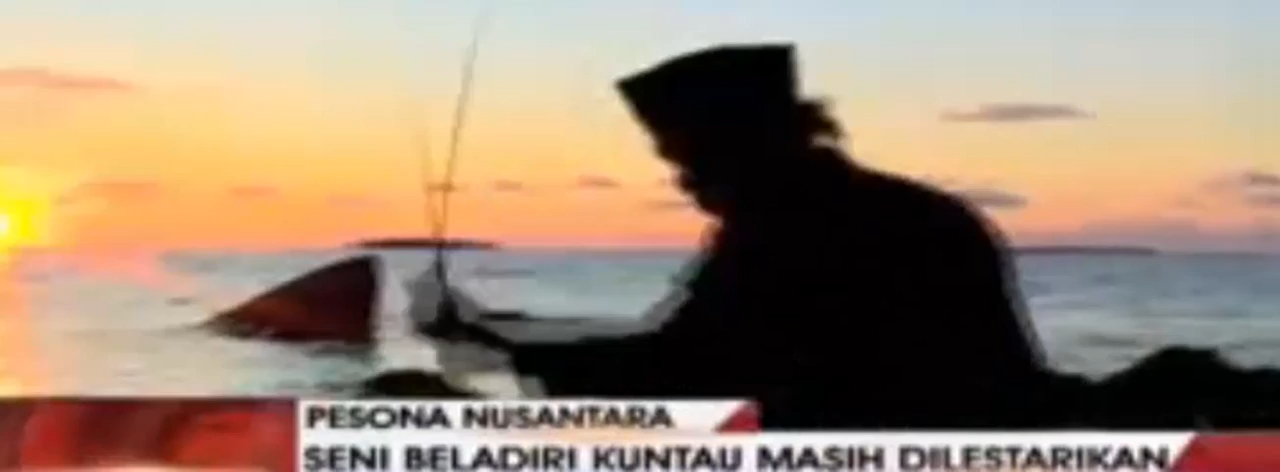 PESONA NUSANTARA
SENI BELADIRI KUNTAU MASIH DILESTARIKAN